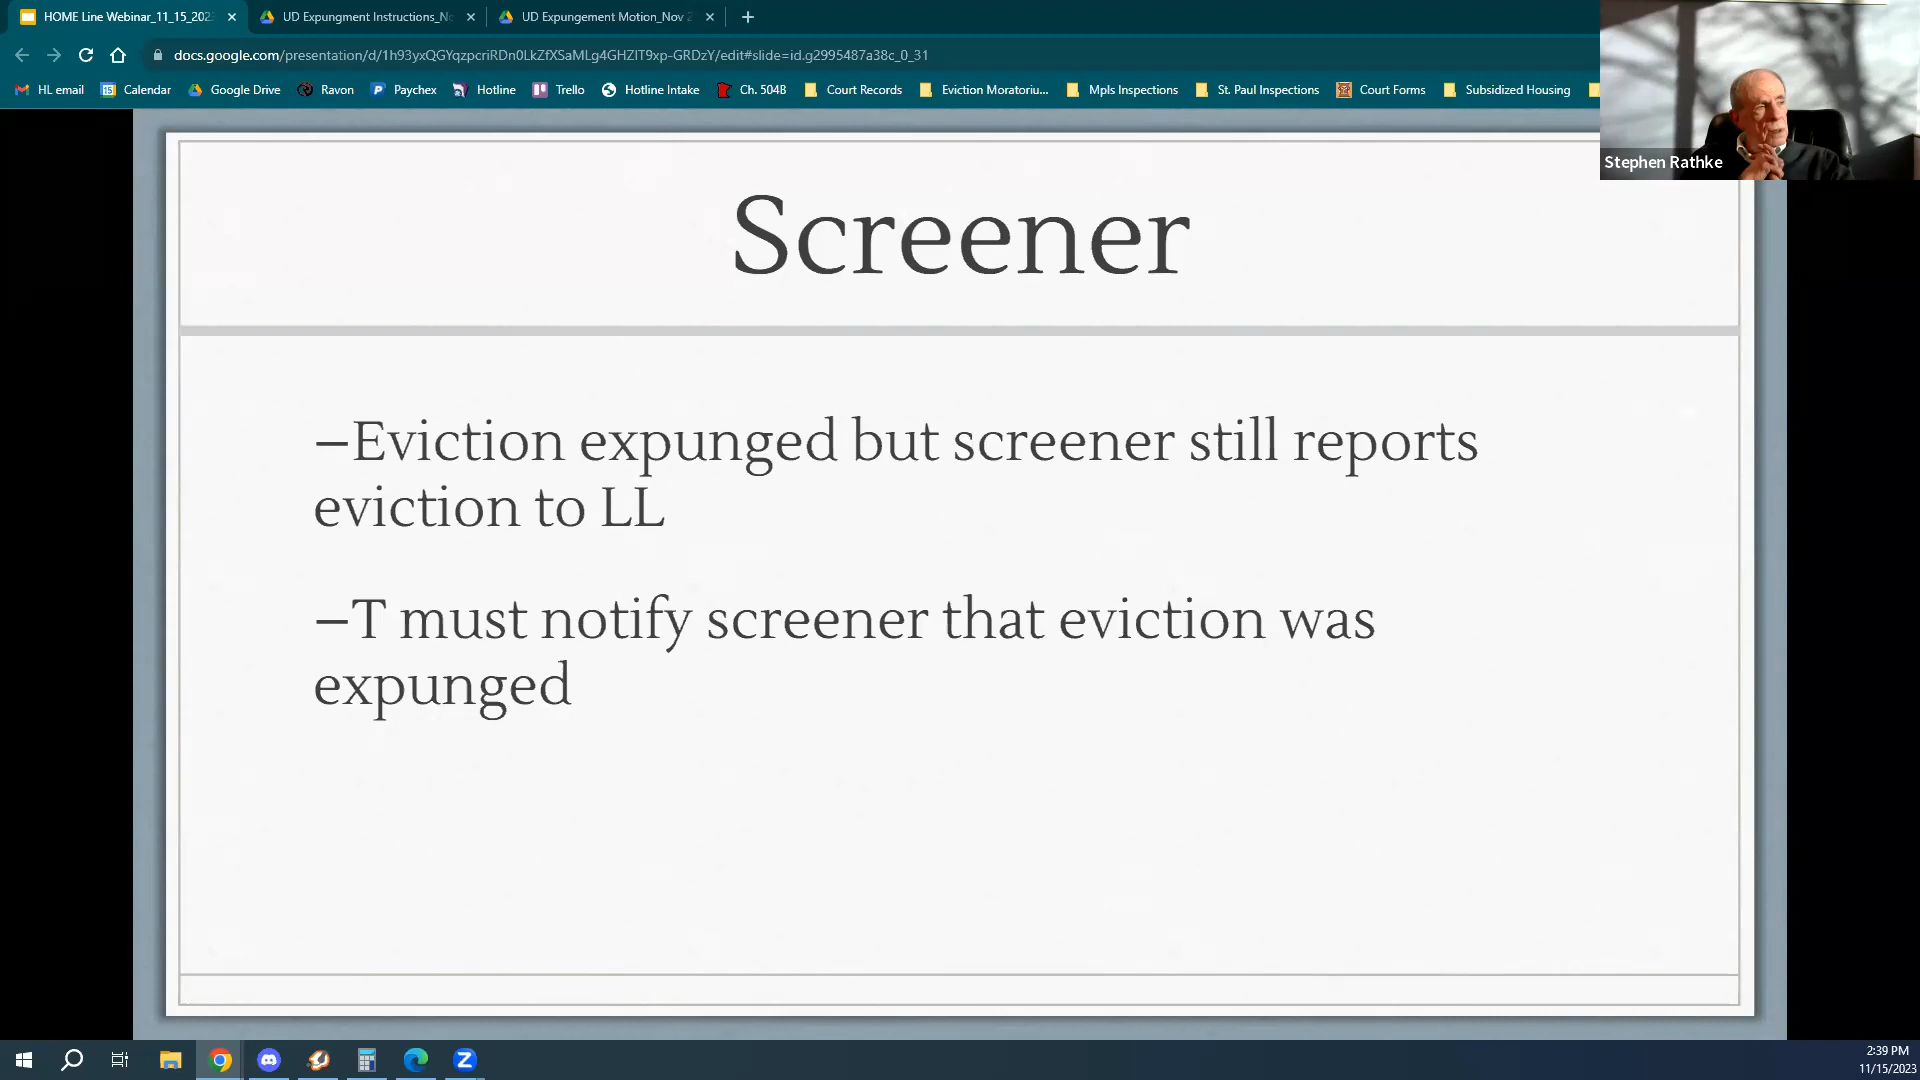 HOME Line Webinar_11_15_202
UD Expungment Instructions_No
UD Expungement Motion_Nov 2
docs.google.com/presentation/d/1h93yxQGYqzpcriRDn0LkZfXSaMLg4GHZIT9xp-GRDzY/edit#slide=id.g2995487a38c_0_31
HL email
Calendar
Google Drive
Ravon
Paychex
Hotline
Trello
Hotline Intake
Ch. 504B
Court Records
Eviction Moratoriu...
Mpls Inspections
St. Paul Inspections
Court Forms
Subsidized Housing
Stephen Rathke
Screener
–Eviction expunged but screener still reports
eviction to LL
–T must notify screener that eviction was
expunged
2:39 PM
11/15/2023